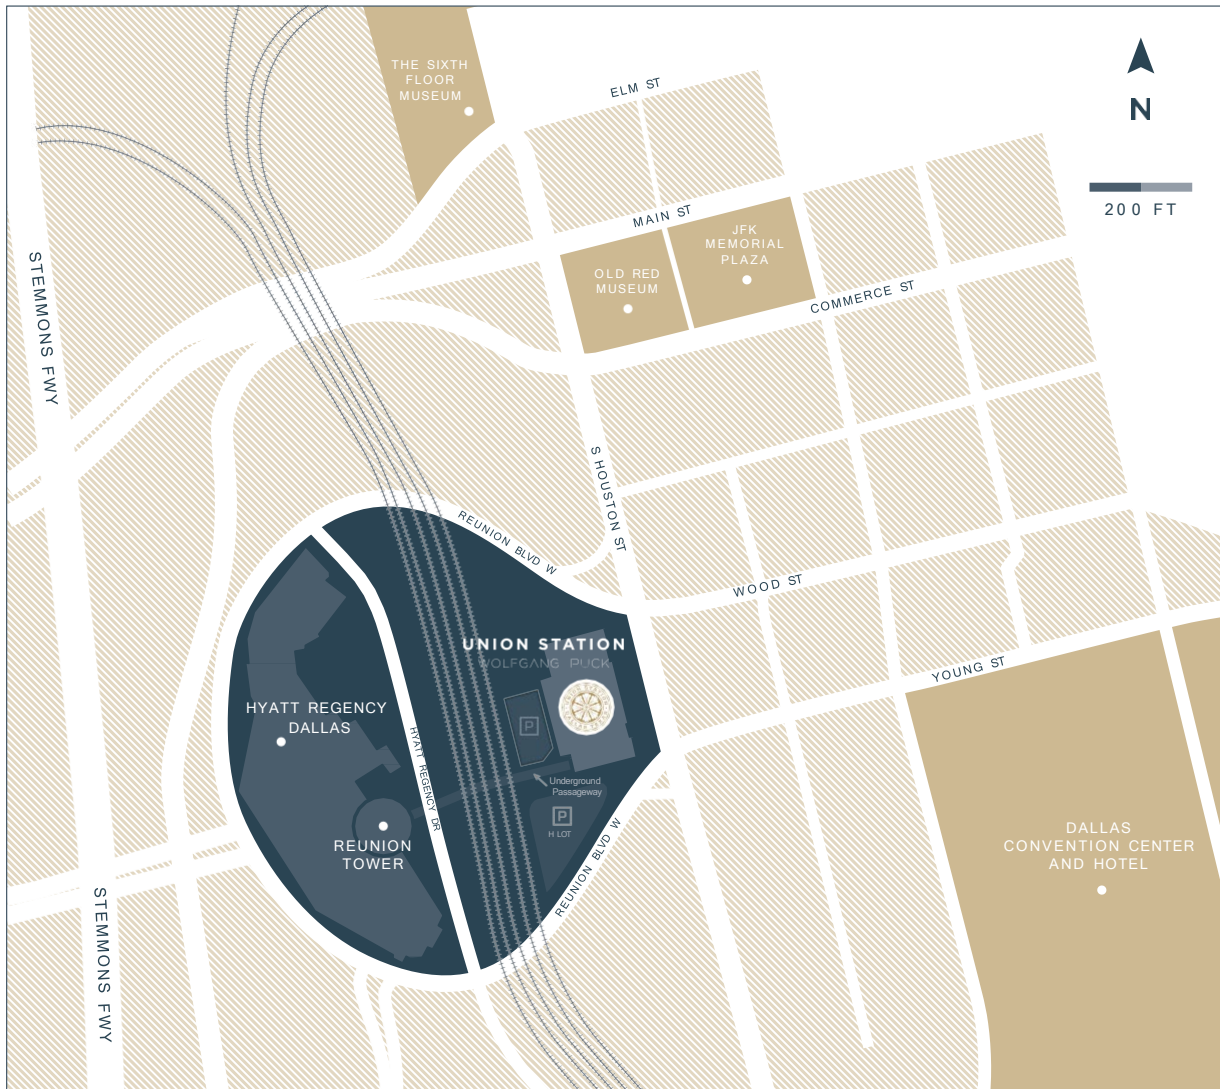 THE SIXTH
FLOOR
MUSEUM
ELM ST
N
200 FT
MAIN ST
JFK
MEMORIAL
PLAZA
OLD RED
MUSEUM
COMMERCE ST
STEMMONS FWY
S HOUSTON ST
REUNION BLVD W
WOOD ST
UNION STATION
WOLFGANG PUCK
YOUNG ST
HYATT REGENCY
DALLAS
HYATT REGENCY DR
P
Underground
Passageway
P
H LOT
REUNION
TOWER
REUNION BLVD W
DALLAS
CONVENTION CENTER
AND HOTEL
STEMMONS FWY